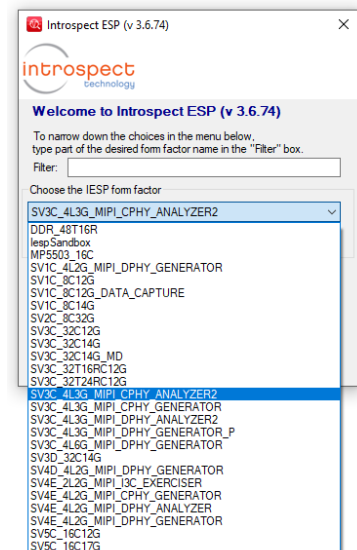 Introspect ESP (v 3.6.74)
introspect
technology
Welcome to Introspect ESP (v 3.6.74)
To narrow down the choices in the menu below,
type part of the desired form factor name in the "Filter" box.
Filter:
Choose the IESP form factor
SV3C_4L3G_MIPI_CPHY_ANALYZER2
DDR_48T16R
IespSandbox
MP5503_16C
SV1C_4L2G_MIPI_DPHY_GENERATOR
SV1C_8C12G
SV1C_8C12G_DATA_CAPTURE
SV1C_8C14G
SV2C_8C32G
SV3C_32C12G
SV3C_32C14G
SV3C_32C14G_MD
SV3C_32T16RC12G
SV3C_32T24RC12G
SV3C_4L3G_MIPI_CPHY_ANALYZER2
SV3C_4L3G_MIPI_CPHY_GENERATOR
SV3C_4L3G_MIPI_DPHY_ANALYZER2
SV3C_4L3G_MIPI_DPHY_GENERATOR_P
SV3C_4L6G_MIPI_DPHY_GENERATOR
SV3D_32C14G
SV4D_4L2G_MIPI_DPHY_GENERATOR
SV4E_2L2G_MIPI_I3C_EXERCISER
SV4E_4L2G_MIPI_CPHY_GENERATOR
SV4E_4L2G_MIPI_DPHY_ANALYZER
SV4E_4L2G_MIPI_DPHY_GENERATOR
SV5C_16C12G
SV5C_16C17G